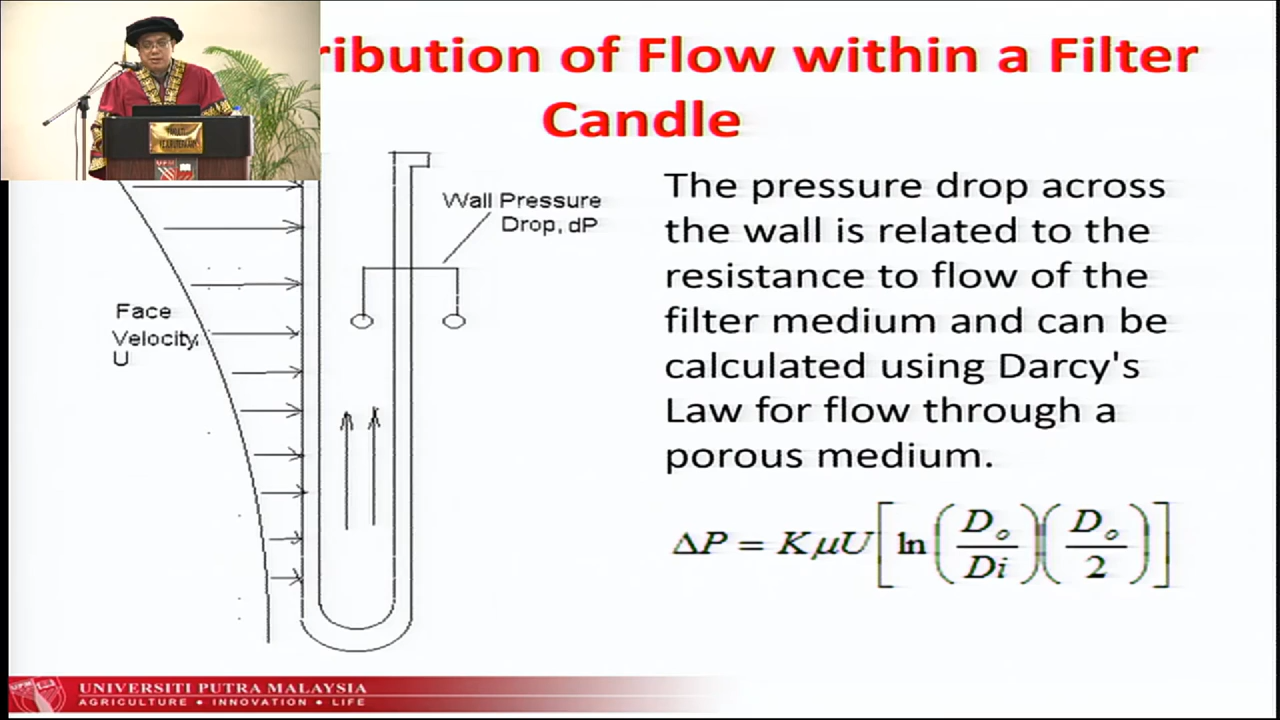 ribution of Flow within a Filter
Candle
Wall Pressure
Drop, dP
Face
Velocity,
U
The pressure drop across
the wall is related to the
resistance to flow of the
filter medium and can be
calculated using Darcy's
Law for flow through a
porous medium.
ΔP = KμU[ln(Do/Di)(Do/2)]
UPM
UNIVERSITI PUTRA MALAYSIA
AGRICULTURE • INNOVATION • LIFE